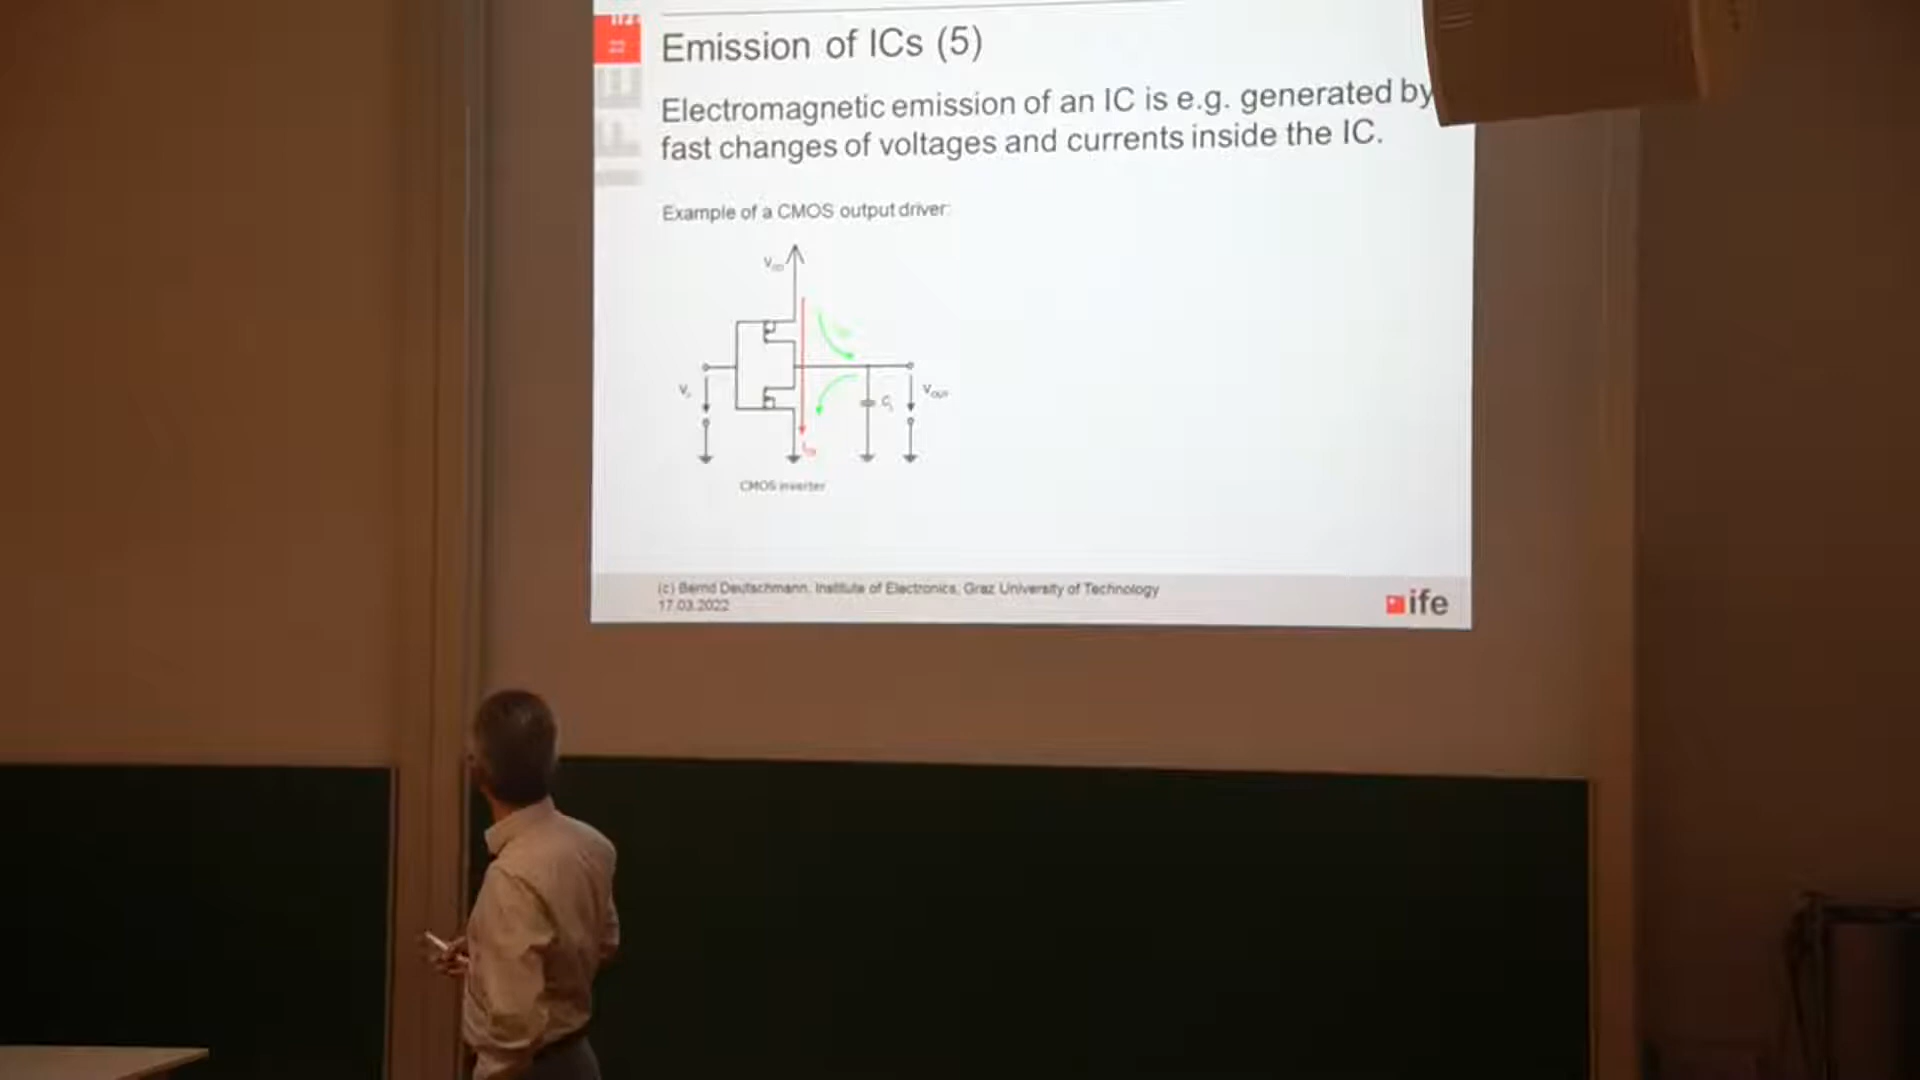 Emission of ICs (5)
Electromagnetic emission of an IC is e.g. generated by
fast changes of voltages and currents inside the IC.
Example of a CMOS output driver:
VDD
VOUT
CMOS inverter
(c) Bernd Deutschmann, Institute of Electronics, Graz University of Technology
17.03.2022
ife